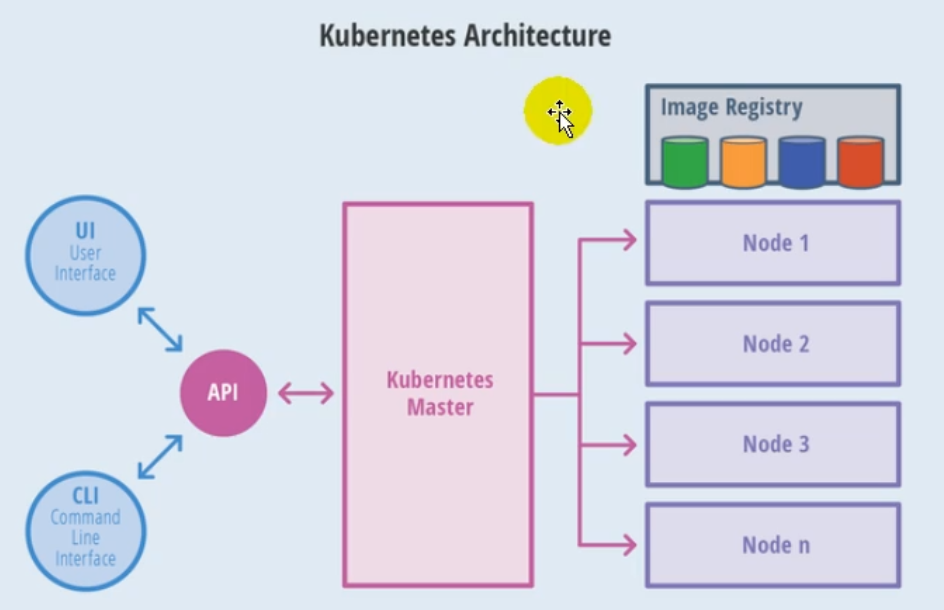 Kubernetes Architecture
Image Registry
UI
User
Interface
API
CLI
Command
Line
Interface
Kubernetes
Master
Node 1
Node 2
Node 3
Node n